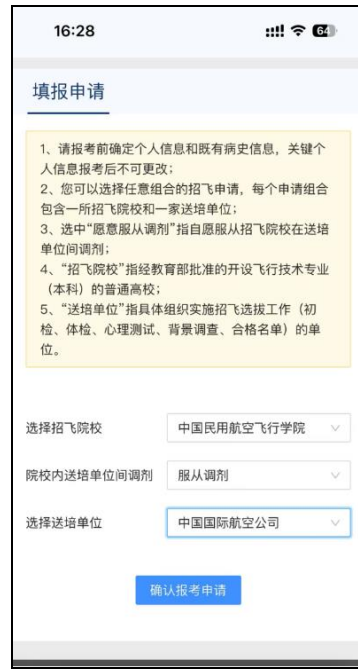 16:28
64
填报申请
1、请报考前确定个人信息和既有病史信息，关键个
人信息报考后不可更改；
2、您可以选择任意组合的招飞申请，每个申请组合
包含一所招飞院校和一家送培单位；
3、选中“愿意服从调剂”指自愿服从招飞院校在送培
单位间调剂；
4、“招飞院校”指经教育部批准的开设飞行技术专业
（本科）的普通高校；
5、“送培单位”指具体组织实施招飞选拔工作（初
检、体检、心理测试、背景调查、合格名单）的单
位。
选择招飞院校 中国民用航空飞行学院
院校内送培单位间调剂 服从调剂
选择送培单位 中国国际航空公司
确认报考申请